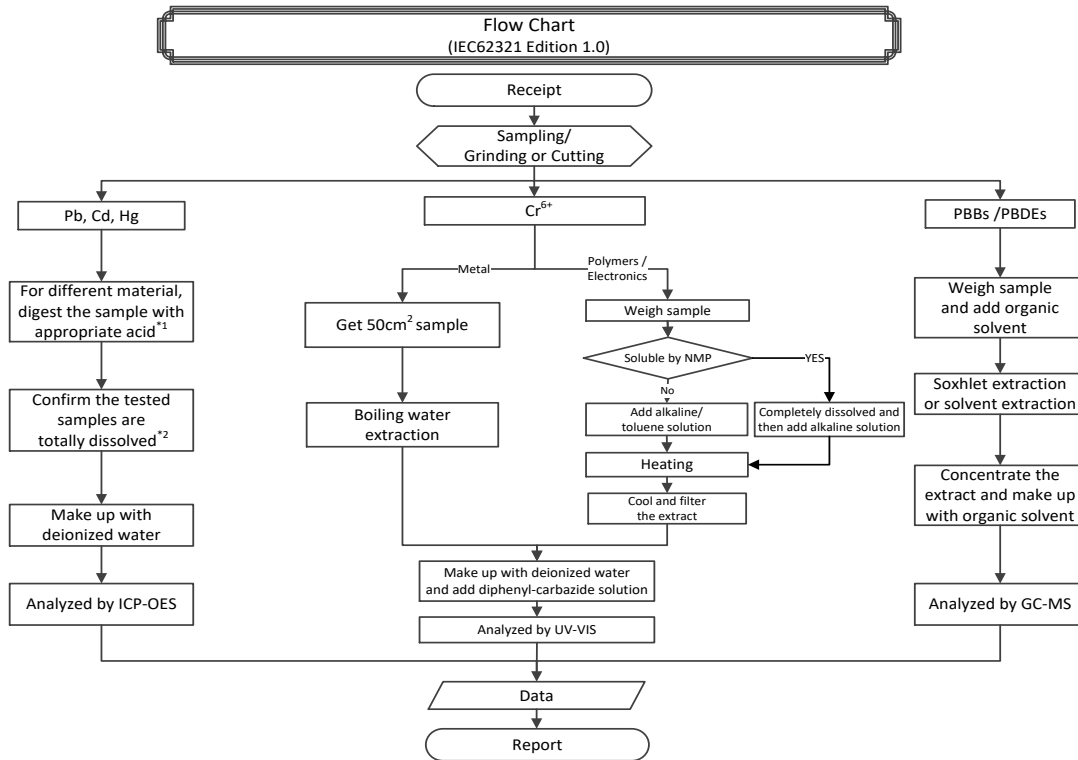 Flow Chart
(IEC62321 Edition 1.0)
Receipt
Sampling/
Grinding or Cutting
Pb, Cd, Hg
For different material,
digest the sample with
appropriate acid*1
Confirm the tested
samples are
totally dissolved*2
Make up with
deionized water
Analyzed by ICP-OES
Cr6+
Metal
Get 50cm2 sample
Boiling water
extraction
Polymers /
Electronics
Weigh sample
Soluble by NMP
YES
No
Add alkaline/
toluene solution
Completely dissolved and
then add alkaline solution
Heating
Cool and filter
the extract
Make up with deionized water
and add diphenyl-carbazide solution
Analyzed by UV-VIS
PBBs /PBDEs
Weigh sample
and add organic
solvent
Soxhlet extraction
or solvent extraction
Concentrate the
extract and make up
with organic solvent
Analyzed by GC-MS
Data
Report